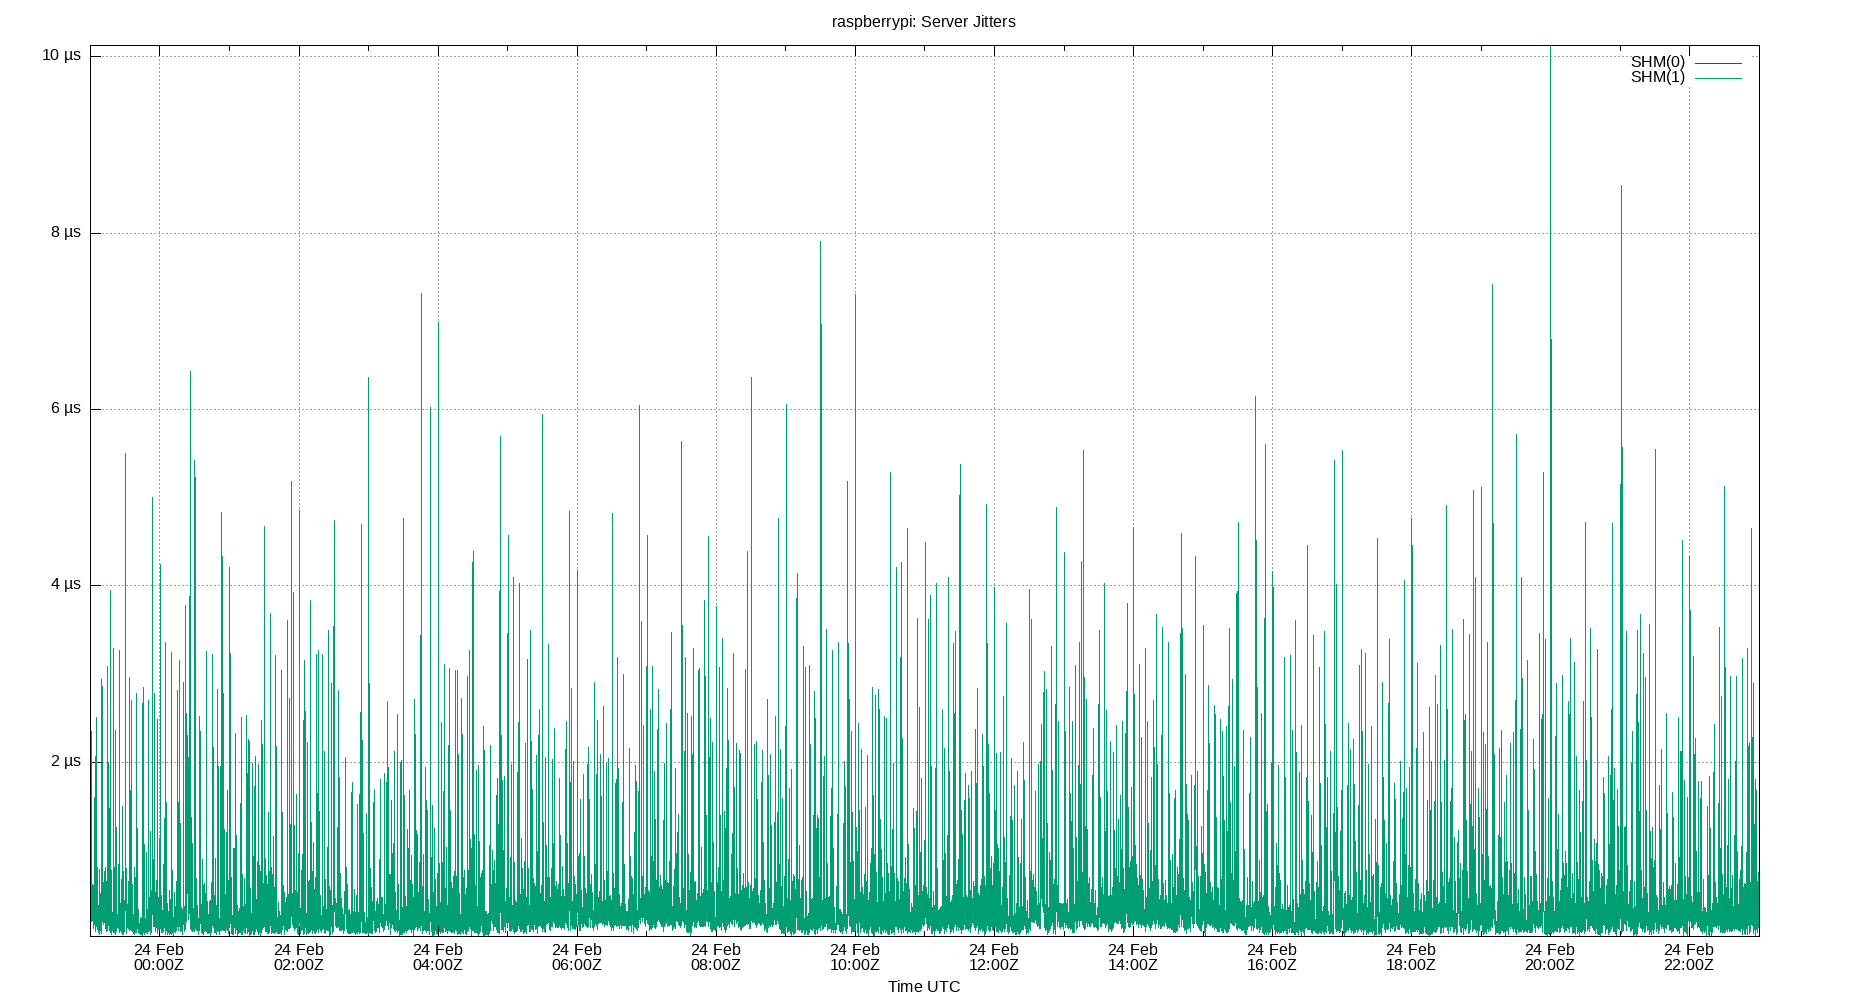 raspberrypi: Server Jitters
10 µs
SHM(0)
SHM(1)
8 µs
6 µs
4 µs
2 µs
24 Feb 24 Feb 24 Feb 24 Feb 24 Feb 24 Feb 24 Feb 24 Feb 24 Feb 24 Feb 24 Feb 24 Feb
00:00Z 02:00Z 04:00Z 06:00Z 08:00Z 10:00Z 12:00Z 14:00Z 16:00Z 18:00Z 20:00Z 22:00Z
Time UTC